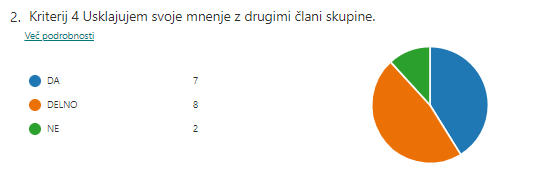 2. Kriterij 4 Usklajujem svoje mnenje z drugimi člani skupine.
Več podrobnosti
DA 7
DELNO 8
NE 2